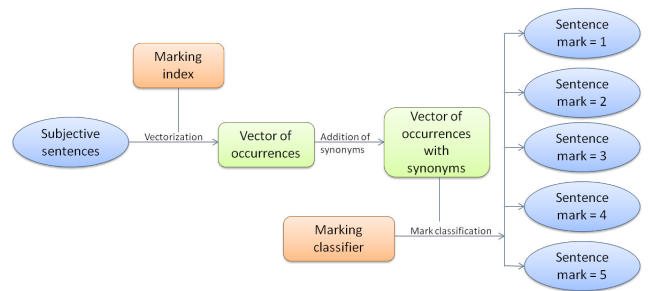 Marking
index
Subjective
sentences
Vectorization
Vector of
occurrences
Addition of
synonyms
Vector of
occurrences
with
synonyms
Marking
classifier
Mark classification
Sentence
mark = 1
Sentence
mark = 2
Sentence
mark = 3
Sentence
mark = 4
Sentence
mark = 5